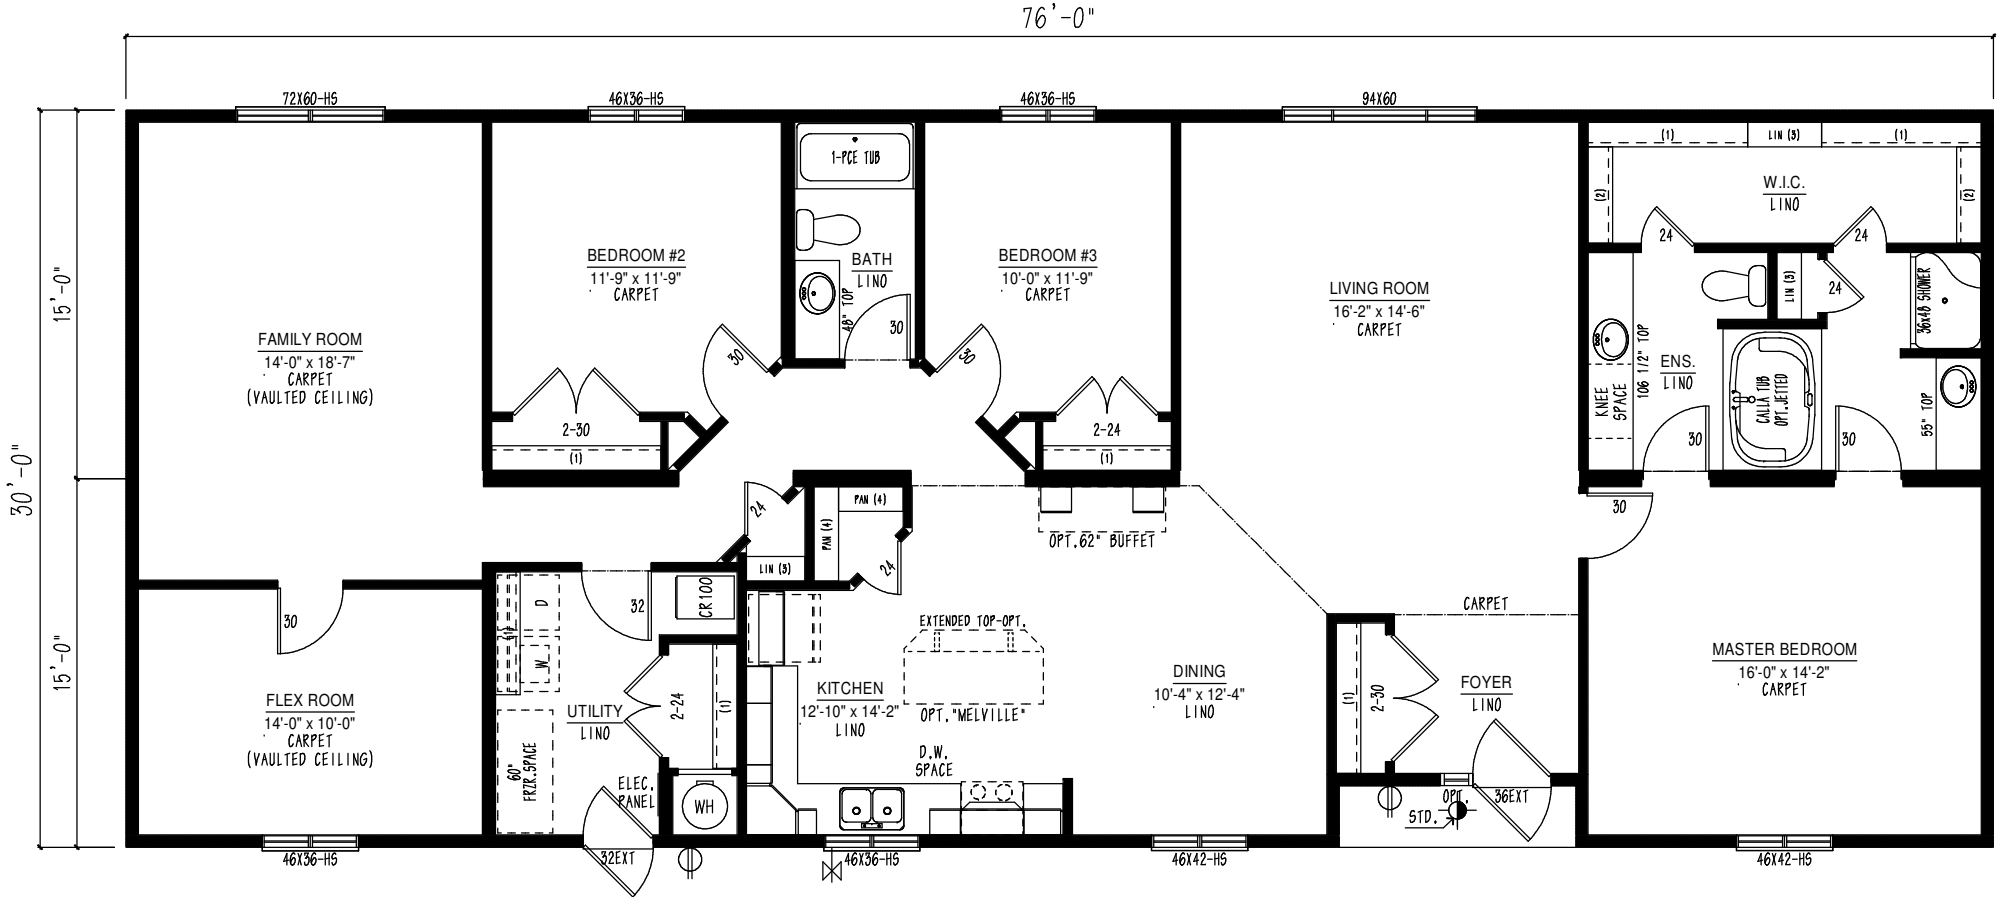 76'-0"
72X60-HS
46X36-HS
46X36-HS
94X60
30'-0"
15'-0"
15'-0"
FAMILY ROOM
14'-0" x 18'-7"
CARPET
(VAULTED CEILING)
30
FLEX ROOM
14'-0" x 10'-0"
CARPET
(VAULTED CEILING)
46X36-HS
BEDROOM #2
11'-9" x 11'-9"
CARPET
30
2-30
(1)
1-PCE TUB
BATH
LINO
48" TOP
30
BEDROOM #3
10'-0" x 11'-9"
CARPET
30
2-24
(1)
LIVING ROOM
16'-2" x 14'-6"
CARPET
(1)
LIN (3)
(1)
(2)
W.I.C.
LINO
(2)
24
24
LIN (3)
24
36x48 SHOWER
106 1/2" TOP
ENS.
LINO
KNEE
SPACE
CALLA TUB
OPT.JETTED
55" TOP
30
30
30
24
LIN (3)
PAN (4)
PAN (4)
24
OPT.62" BUFFET
D
W
(1)
32
CR100
UTILITY
LINO
2-24
(1)
60"
FRZR.SPACE
ELEC.
PANEL
WH
32EXT
EXTENDED TOP-OPT.
KITCHEN
12'-10" x 14'-2"
LINO
OPT."MELVILLE"
D.W.
SPACE
46X36-HS
DINING
10'-4" x 12'-4"
LINO
46X42-HS
CARPET
(1)
2-30
FOYER
LINO
OPT.
STD.
36EXT
MASTER BEDROOM
16'-0" x 14'-2"
CARPET
46X42-HS